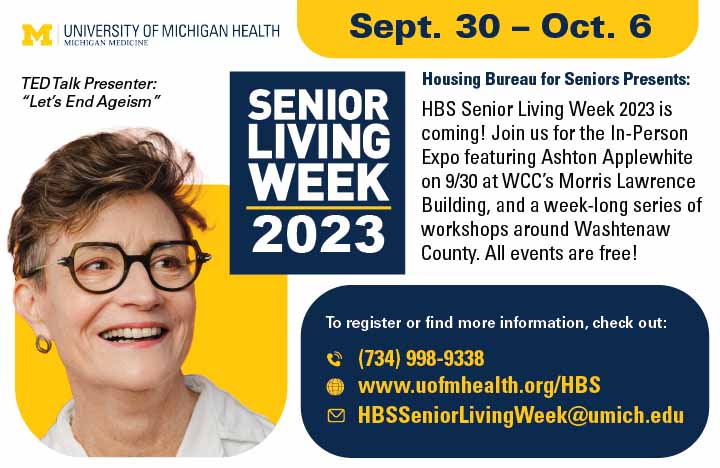 M
UNIVERSITY OF MICHIGAN HEALTH
MICHIGAN MEDICINE
Sept. 30 – Oct. 6
TED Talk Presenter:
“Let’s End Ageism”
SENIOR
LIVING
WEEK
2023
Housing Bureau for Seniors Presents:
HBS Senior Living Week 2023 is
coming! Join us for the In-Person
Expo featuring Ashton Applewhite
on 9/30 at WCC’s Morris Lawrence
Building, and a week-long series of
workshops around Washtenaw
County. All events are free!
To register or find more information, check out:
(734) 998-9338
www.uofmhealth.org/HBS
HBSSeniorLivingWeek@umich.edu